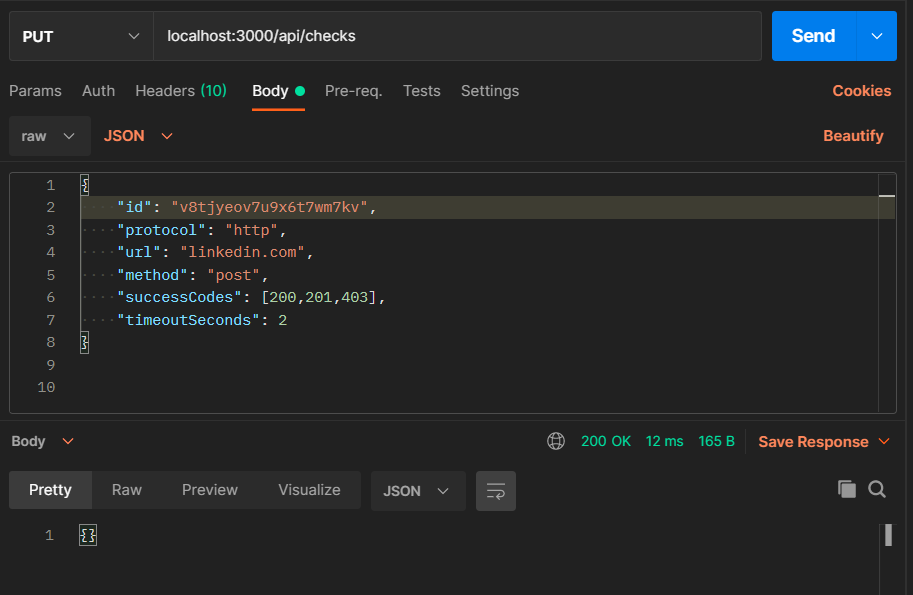 PUT localhost:3000/api/checks Send
Params Auth Headers (10) Body Pre-req. Tests Settings Cookies
raw JSON Beautify
1 {
2 "id": "v8tjyeov7u9x6t7wm7kv",
3 "protocol": "http",
4 "url": "linkedin.com",
5 "method": "post",
6 "successCodes": [200,201,403],
7 "timeoutSeconds": 2
8 }
9
10
Body 200 OK 12 ms 165 B Save Response
Pretty Raw Preview Visualize JSON
1 {}